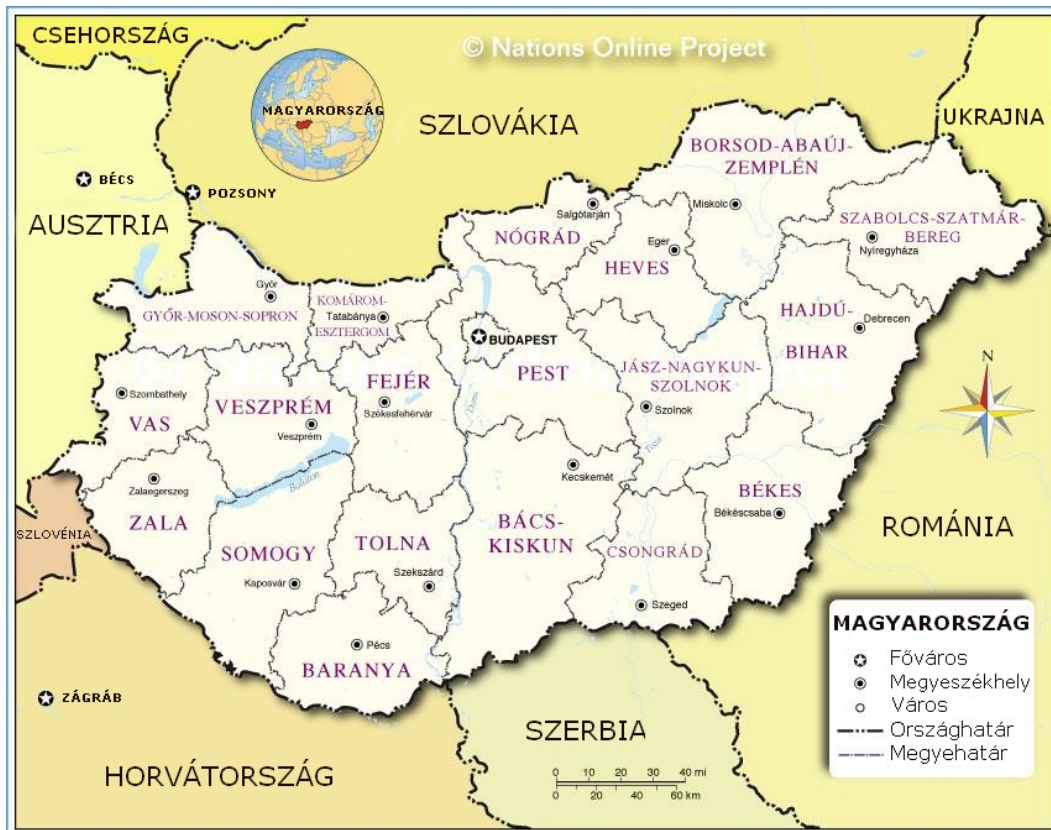 CSEHORSZÁG
© Nations Online Project
MAGYARORSZÁG
SZLOVÁKIA
UKRAJNA
BORSOD-ABAÚJ-
ZEMPLÉN
BÉCS
POZSONY
Miskolc
Salgótarján
AUSZTRIA
SZABOLCS-SZATMÁR-
BEREG
Nyíregyháza
NÓGRÁD
Eger
HEVES
Győr
GYŐR-MOSON-SOPRON
KOMÁROM-
Tatabánya
ESZTERGOM
HAJDÚ-
BIHAR
Debrecen
BUDAPEST
PEST
JÁSZ-NAGYKUN-
SZOLNOK
Szolnok
FEJÉR
Székesfehérvár
Szombathely
VAS
VESZPRÉM
Veszprém
Duna
Tisza
N
Balaton
Kecskemét
Zalaegerszeg
ZALA
BÉKES
Békéscsaba
SZLOVÉNIA
SOMOGY
Kaposvár
TOLNA
Szekszárd
BÁCS-
KISKUN
CSONGRÁD
Szeged
ROMÁNIA
Pécs
BARANYA
ZÁGRÁB
HORVÁTORSZÁG
SZERBIA
0 20 40 mi
0 20 40 60 km
MAGYARORSZÁG
Főváros
Megyeszékhely
Város
Országhatár
Megyehatár